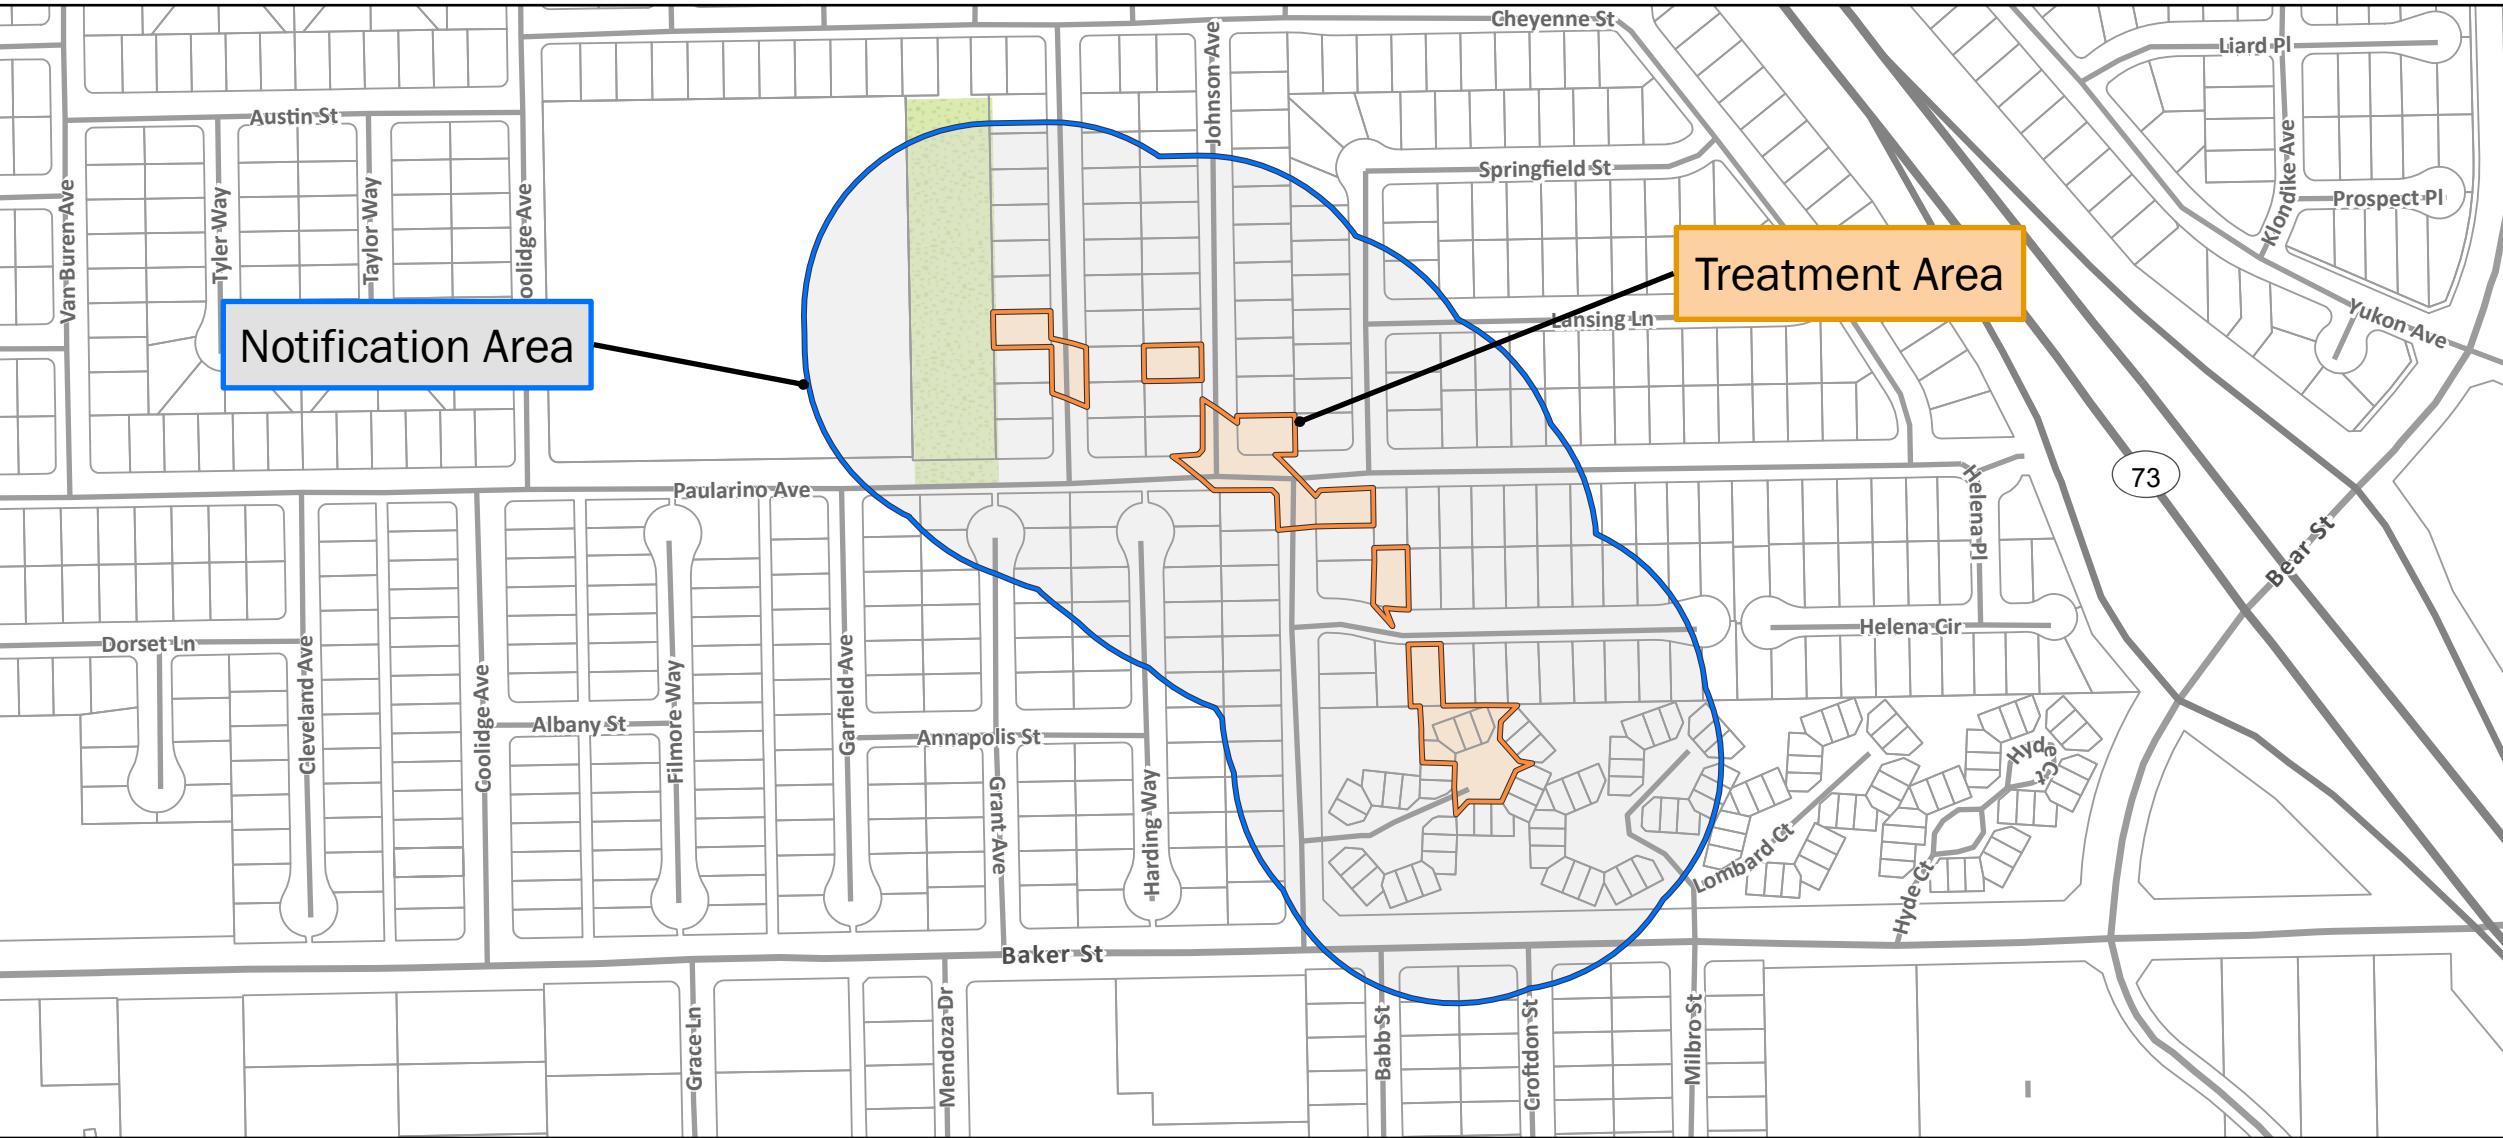 Cheyenne St
Liard Pl
Johnson Ave
Austin St
Klondike Ave
Springfield St
Van Buren Ave
Tyler Way
Taylor Way
oolidge Ave
Prospect Pl
Treatment Area
Notification Area
Lansing Ln
Yukon Ave
73
Paularino Ave
Helena Pl
Bear St
Dorset Ln
Helena Cir
Cleveland Ave
Coolidge Ave
Albany St
Filmore Way
Garfield Ave
Annapolis St
Grant Ave
Harding Way
Hyde Ct
Lombard Ct
Hyde Ct
Baker St
Grace Ln
Mendoza Dr
Babb St
Croftdon St
Milbro St